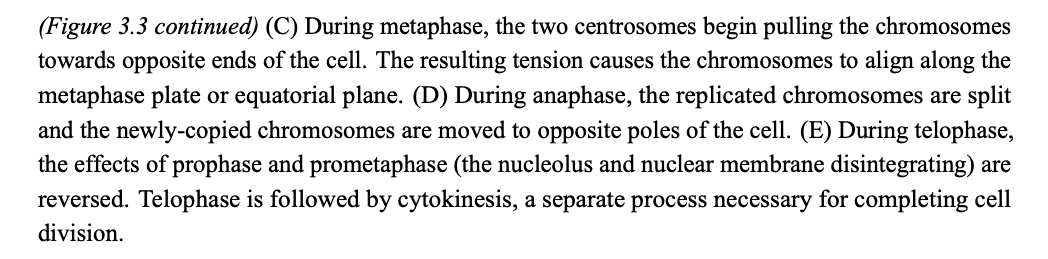 (Figure 3.3 continued) (C) During metaphase, the two centrosomes begin pulling the chromosomes
towards opposite ends of the cell. The resulting tension causes the chromosomes to align along the
metaphase plate or equatorial plane. (D) During anaphase, the replicated chromosomes are split
and the newly-copied chromosomes are moved to opposite poles of the cell. (E) During telophase,
the effects of prophase and prometaphase (the nucleolus and nuclear membrane disintegrating) are
reversed. Telophase is followed by cytokinesis, a separate process necessary for completing cell
division.